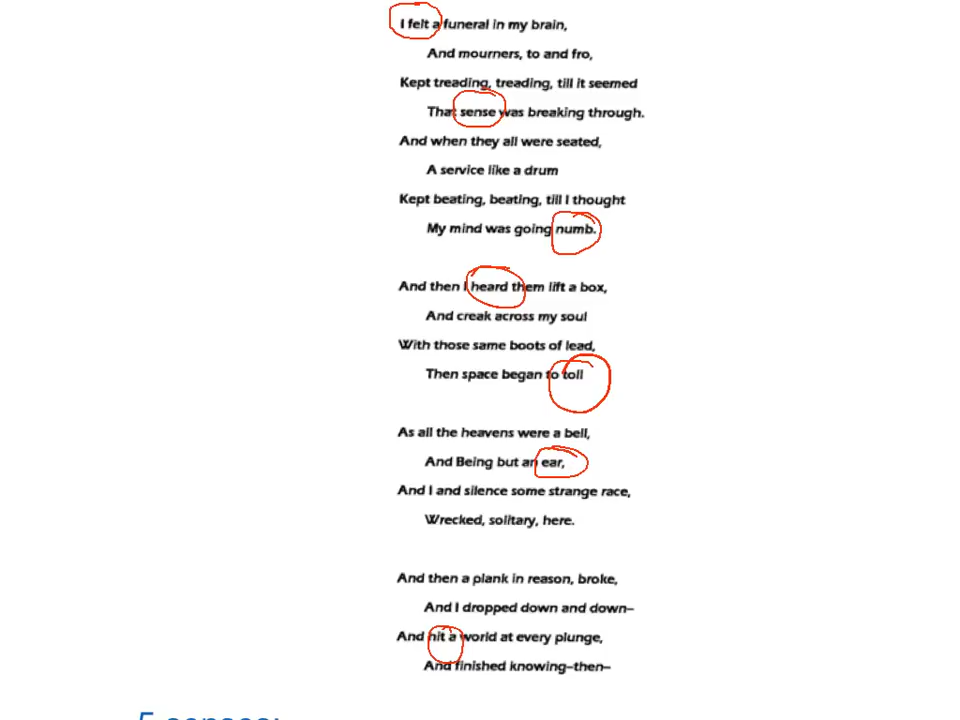 I felt a funeral in my brain,
And mourners, to and fro,
Kept treading, treading, till it seemed
That sense was breaking through.
And when they all were seated,
A service like a drum
Kept beating, beating, till I thought
My mind was going numb.
And then I heard them lift a box,
And creak across my soul
With those same boots of lead,
Then space began to toll
As all the heavens were a bell,
And Being but an ear,
And I and silence some strange race,
Wrecked, solitary, here.
And then a plank in reason, broke,
And I dropped down and down–
And hit a world at every plunge,
And finished knowing–then–
5 senses: